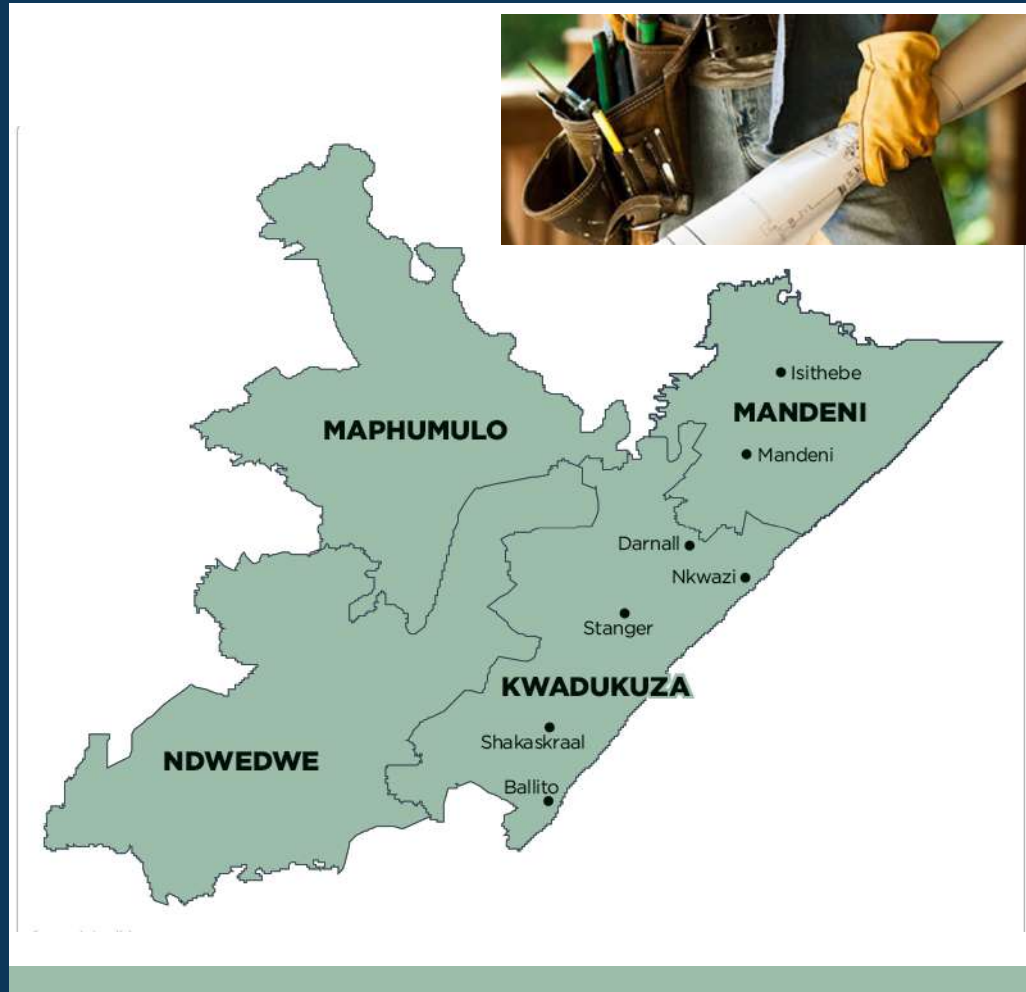 Isithebe
MANDENI
MAPHUMULO
Mandeni
Darnall
Nkwazi
Stanger
KWADUKUZA
Shakaskraal
NDWEDWE
Ballito